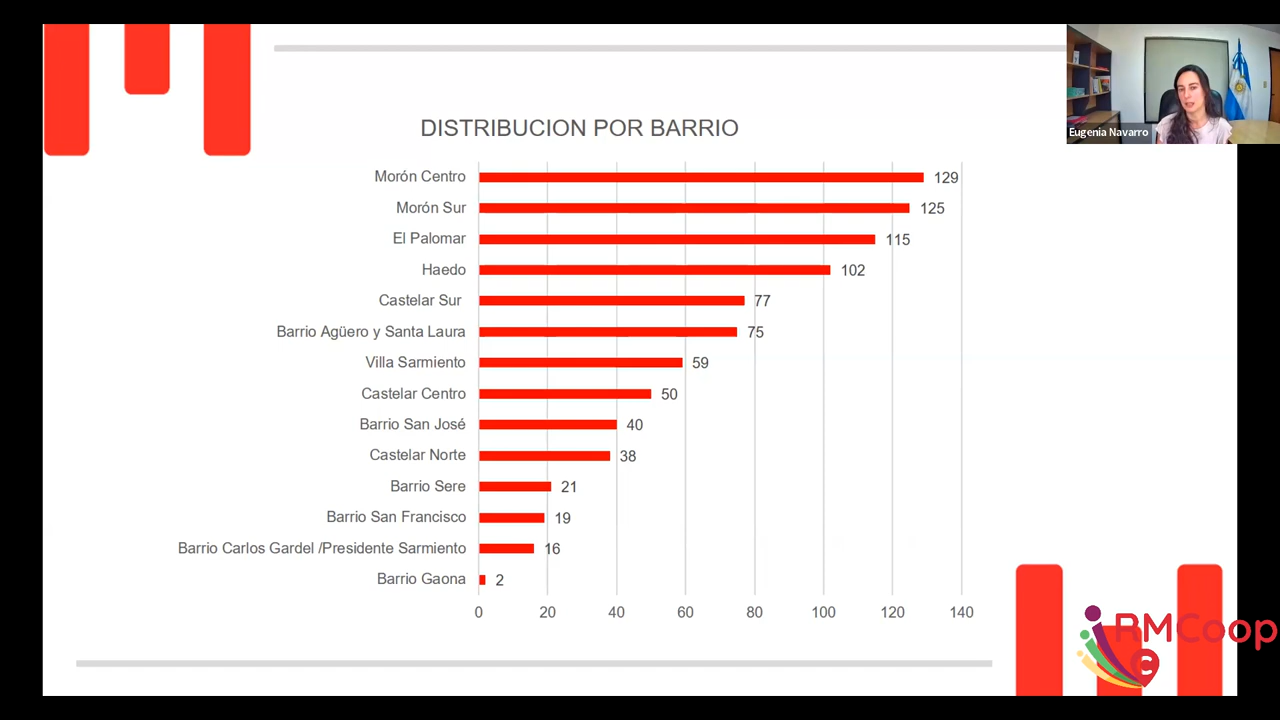 Eugenia Navarro
DISTRIBUCION POR BARRIO
Morón Centro 129
Morón Sur 125
El Palomar 115
Haedo 102
Castelar Sur 77
Barrio Agüero y Santa Laura 75
Villa Sarmiento 59
Castelar Centro 50
Barrio San José 40
Castelar Norte 38
Barrio Sere 21
Barrio San Francisco 19
Barrio Carlos Gardel /Presidente Sarmiento 16
Barrio Gaona 2
0 20 40 60 80 100 120 140
RMCoop